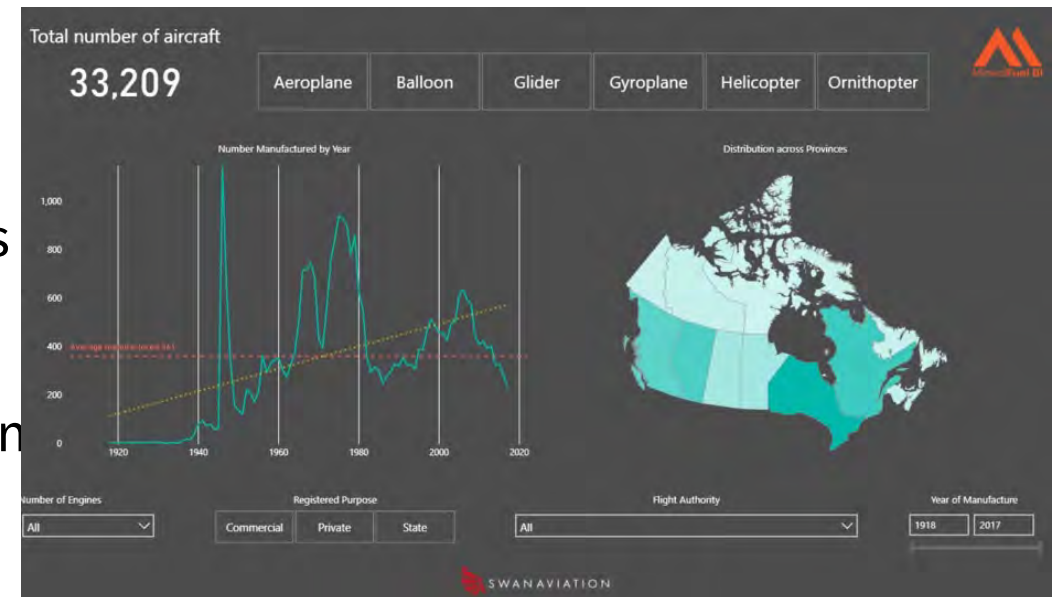 Total number of aircraft
33,209
Aeroplane Balloon Glider Gyroplane Helicopter Ornithopter
Number Manufactured by Year
Distribution across Provinces
1,000
s
800
600
400
200
n
0
1920 1940 1960 1980 2000 2020
Number of Engines Registered Purpose Flight Authority Year of Manufacture
All Commercial Private State All 1918 2017
SWANAVIATION